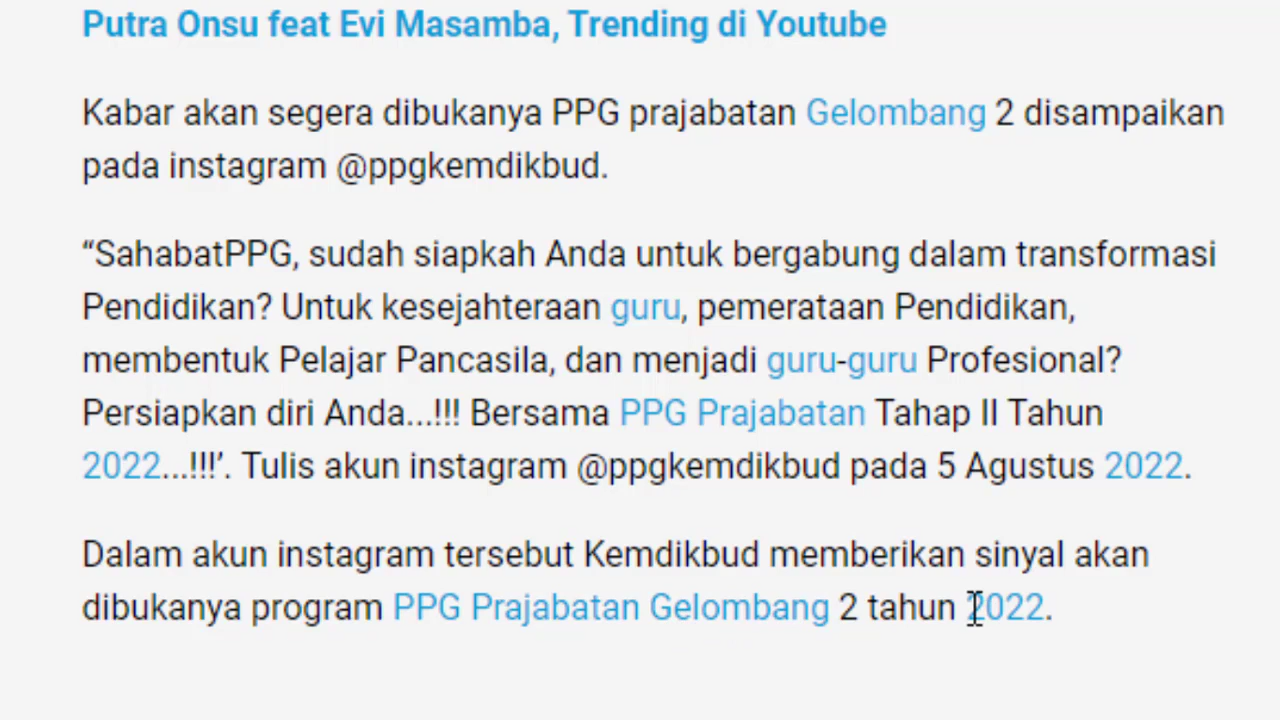 Putra Onsu feat Evi Masamba, Trending di Youtube
Kabar akan segera dibukanya PPG prajabatan Gelombang 2 disampaikan
pada instagram @ppgkemdikbud.
“SahabatPPG, sudah siapkah Anda untuk bergabung dalam transformasi
Pendidikan? Untuk kesejahteraan guru, pemerataan Pendidikan,
membentuk Pelajar Pancasila, dan menjadi guru-guru Profesional?
Persiapkan diri Anda...!!! Bersama PPG Prajabatan Tahap II Tahun
2022...!!!’. Tulis akun instagram @ppgkemdikbud pada 5 Agustus 2022.
Dalam akun instagram tersebut Kemdikbud memberikan sinyal akan
dibukanya program PPG Prajabatan Gelombang 2 tahun 2022.